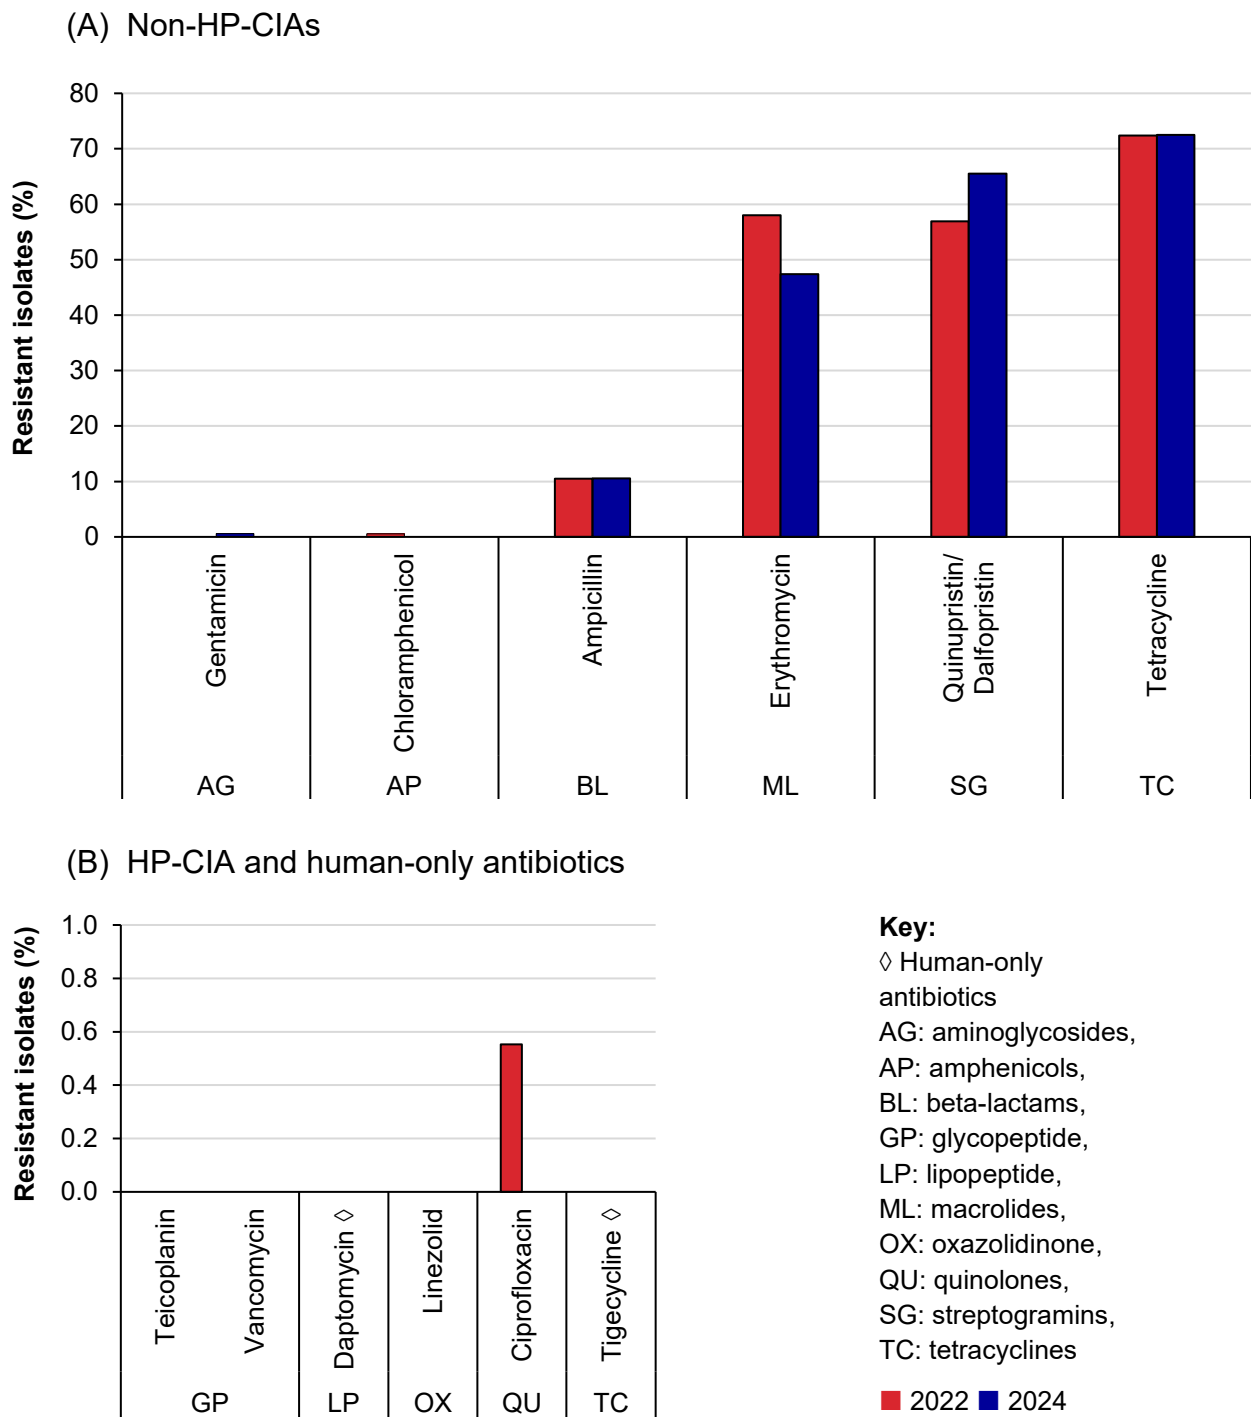 (A) Non-HP-CIAs
Resistant isolates (%)
80
70
60
50
40
30
20
10
0
Gentamicin
Chloramphenicol
Ampicillin
Erythromycin
Quinupristin/
Dalfopristin
Tetracycline
AG
AP
BL
ML
SG
TC
(B) HP-CIA and human-only antibiotics
Resistant isolates (%)
1.0
0.8
0.6
0.4
0.2
0.0
Teicoplanin
Vancomycin
Daptomycin ◊
Linezolid
Ciprofloxacin
Tigecycline ◊
GP
LP
OX
QU
TC
Key:
◊ Human-only
antibiotics
AG: aminoglycosides,
AP: amphenicols,
BL: beta-lactams,
GP: glycopeptide,
LP: lipopeptide,
ML: macrolides,
OX: oxazolidinone,
QU: quinolones,
SG: streptogramins,
TC: tetracyclines
2022 2024